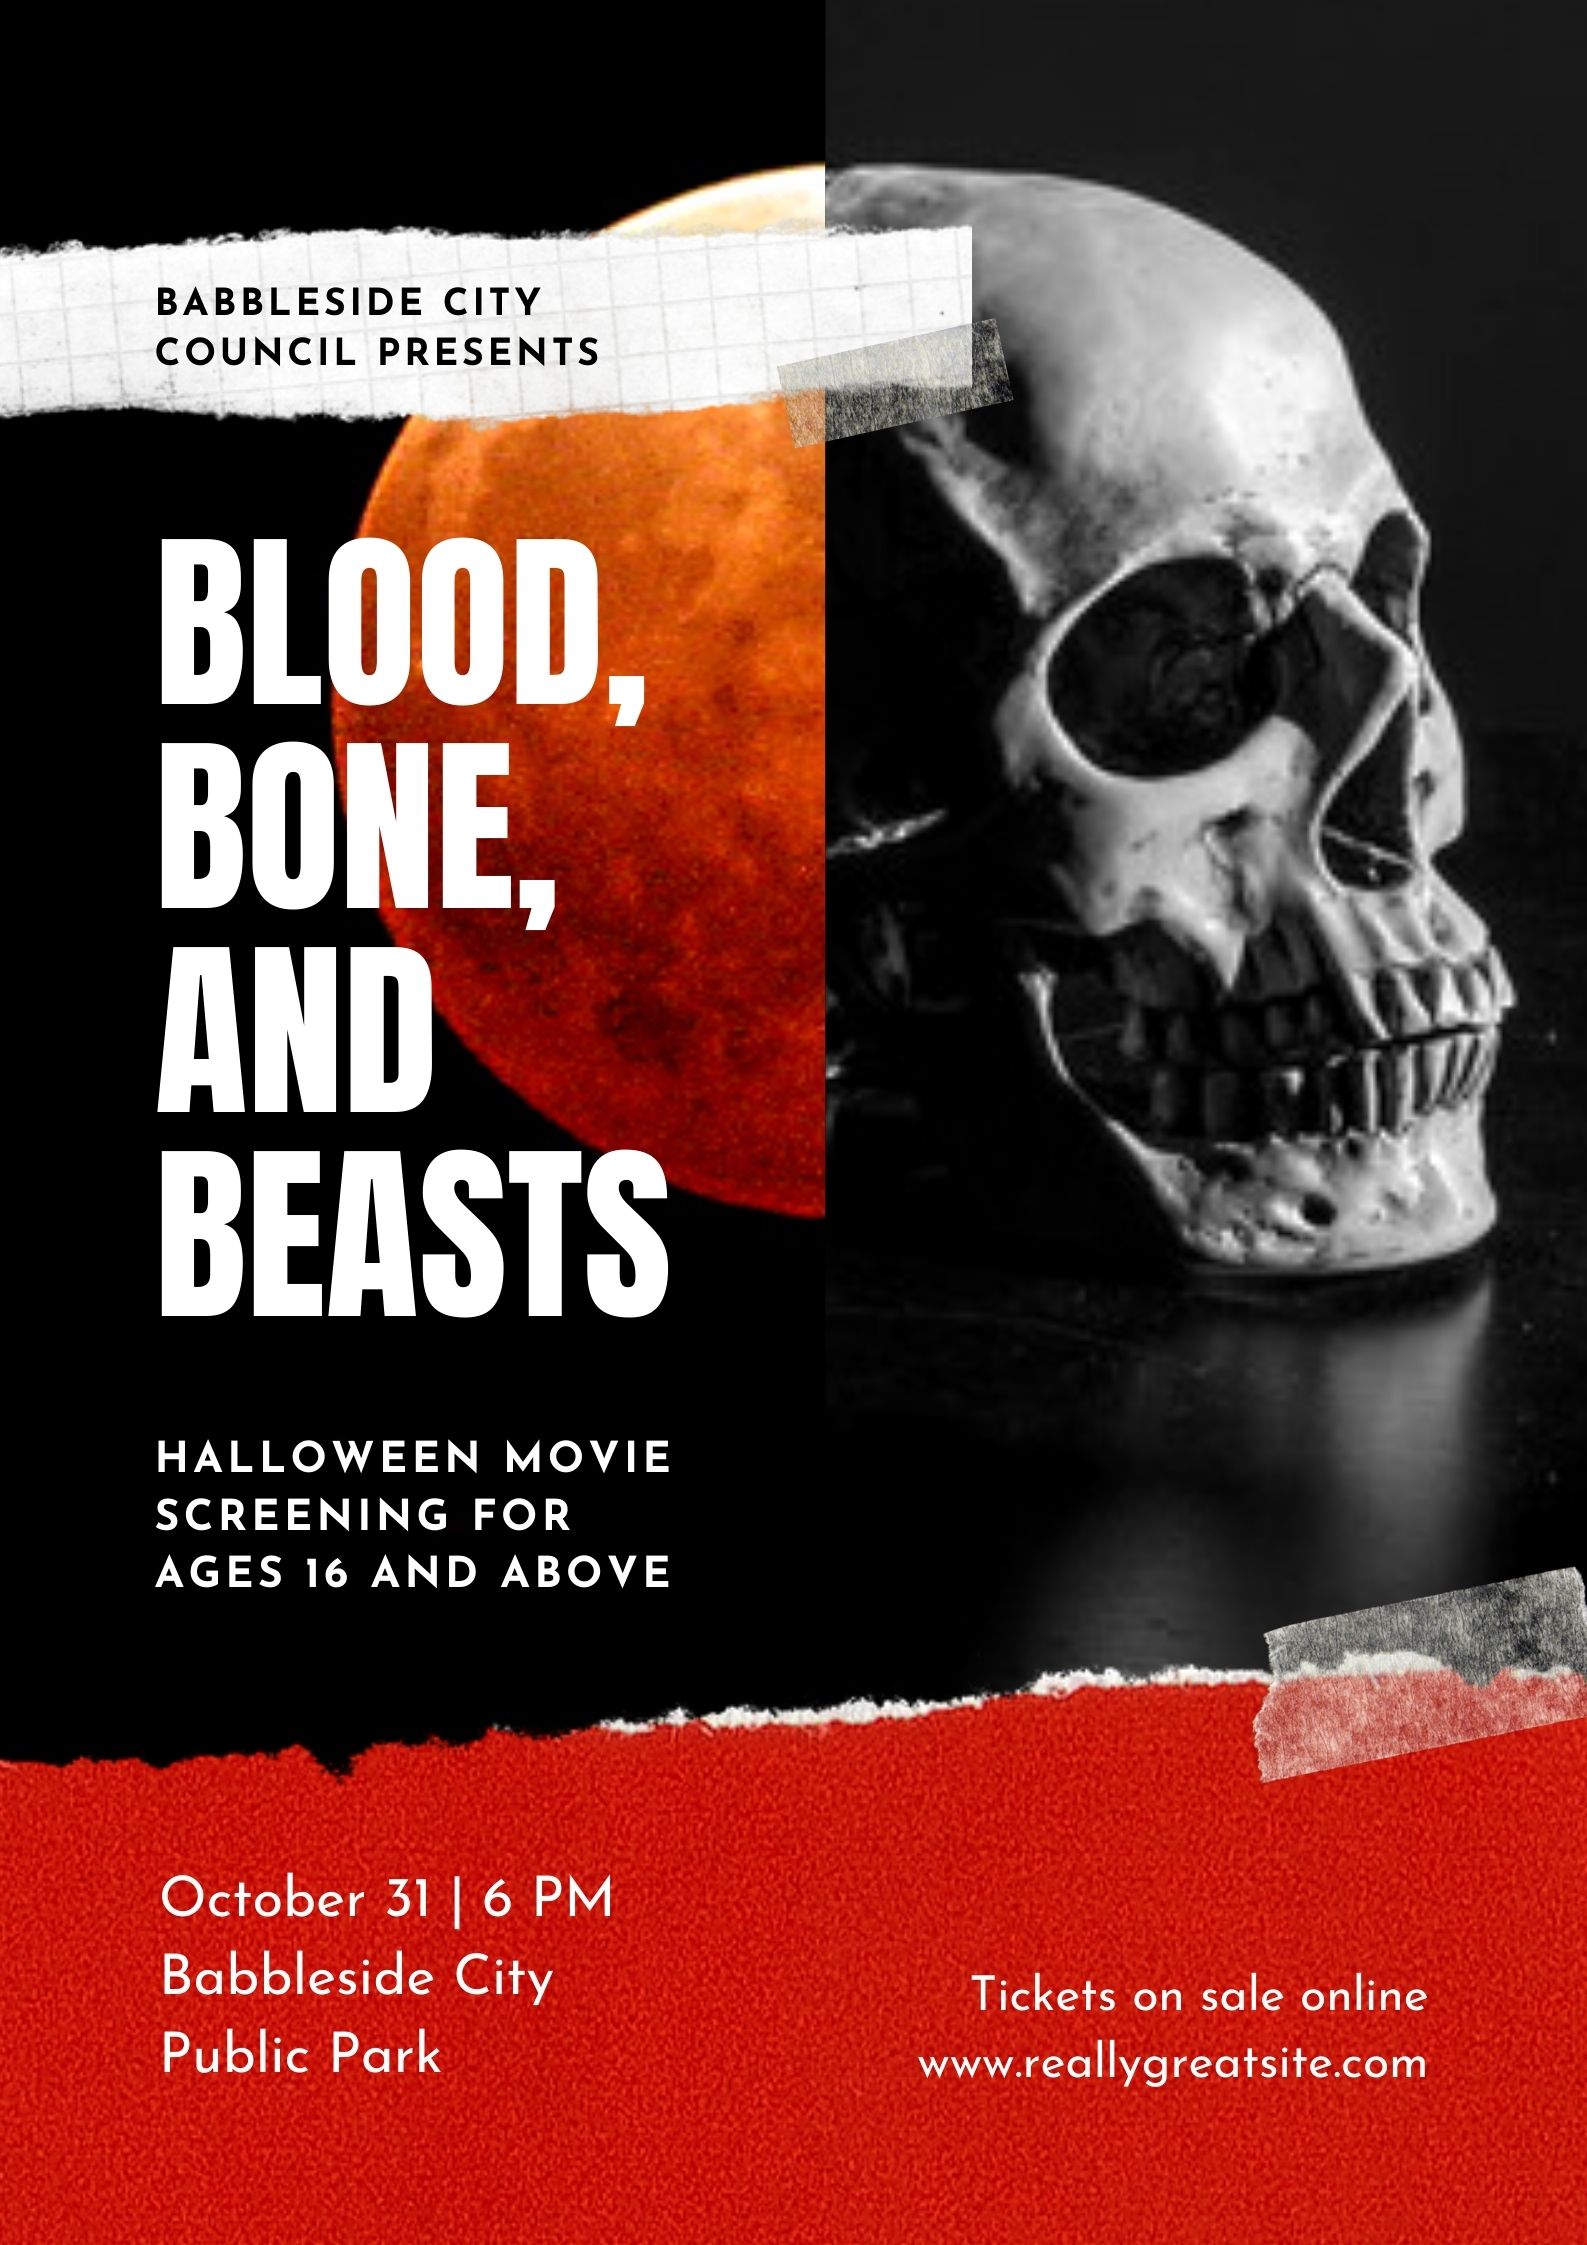 BABBLESIDE CITY
COUNCIL PRESENTS
BLOOD,
BONE,
AND
BEASTS
HALLOWEEN MOVIE
SCREENING FOR
AGES 16 AND ABOVE
October 31 | 6 PM
Babbleside City
Public Park
Tickets on sale online
www.reallygreatsite.com